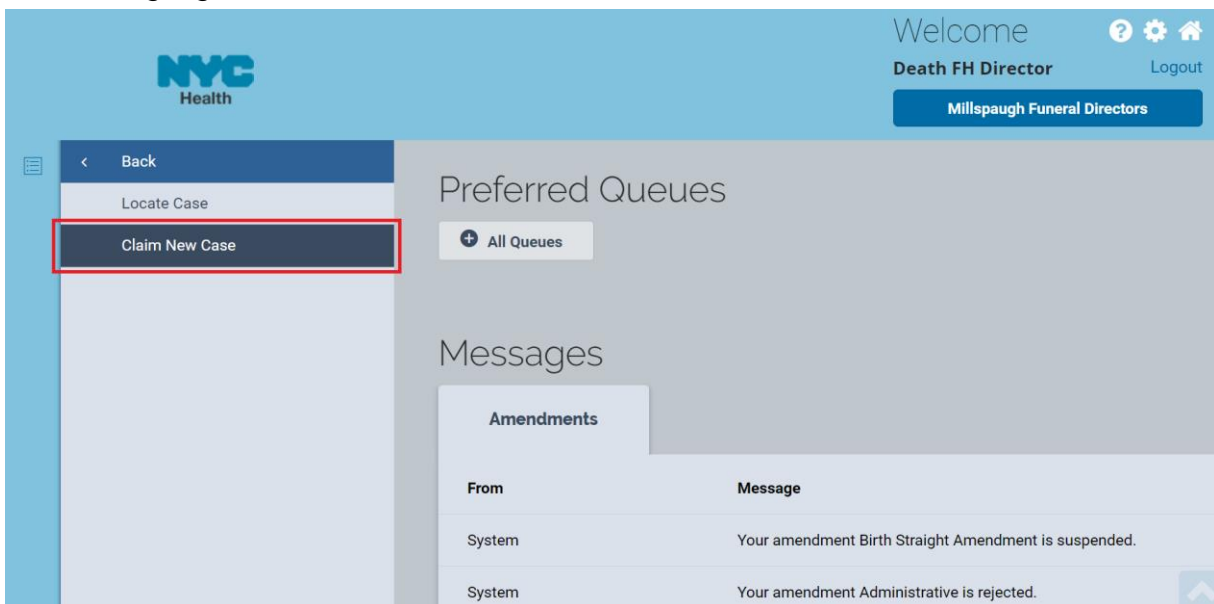 Welcome
Death FH Director Logout
Millspaugh Funeral Directors
NYC
Health
Back
Locate Case
Claim New Case
Preferred Queues
All Queues
Messages
Amendments
From Message
System Your amendment Birth Straight Amendment is suspended.
System Your amendment Administrative is rejected.